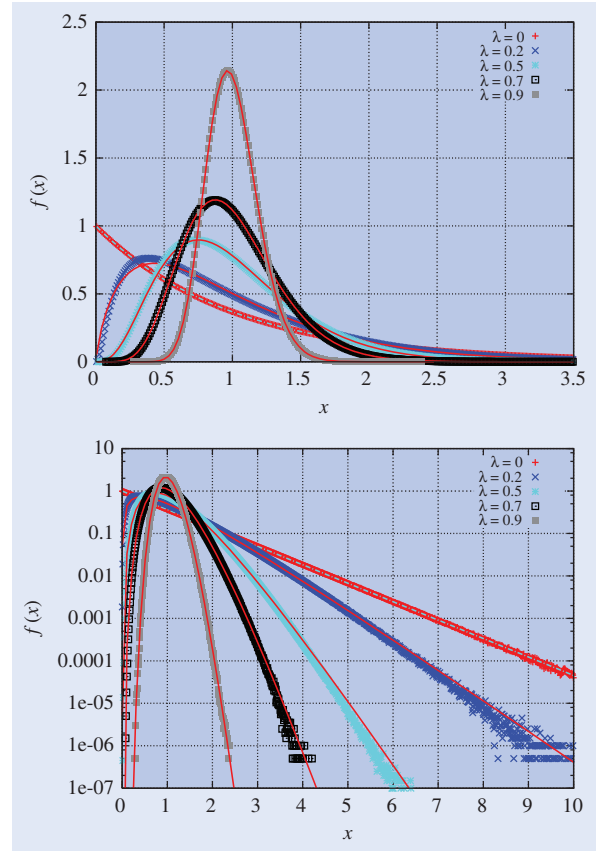 2.5
2
1.5
1
0.5
0
f (x)
λ = 0
λ = 0.2
λ = 0.5
λ = 0.7
λ = 0.9
0 0.5 1 1.5 2 2.5 3 3.5
x
10
1
0.1
0.01
0.001
0.0001
1e-05
1e-06
1e-07
f (x)
λ = 0
λ = 0.2
λ = 0.5
λ = 0.7
λ = 0.9
0 1 2 3 4 5 6 7 8 9 10
x